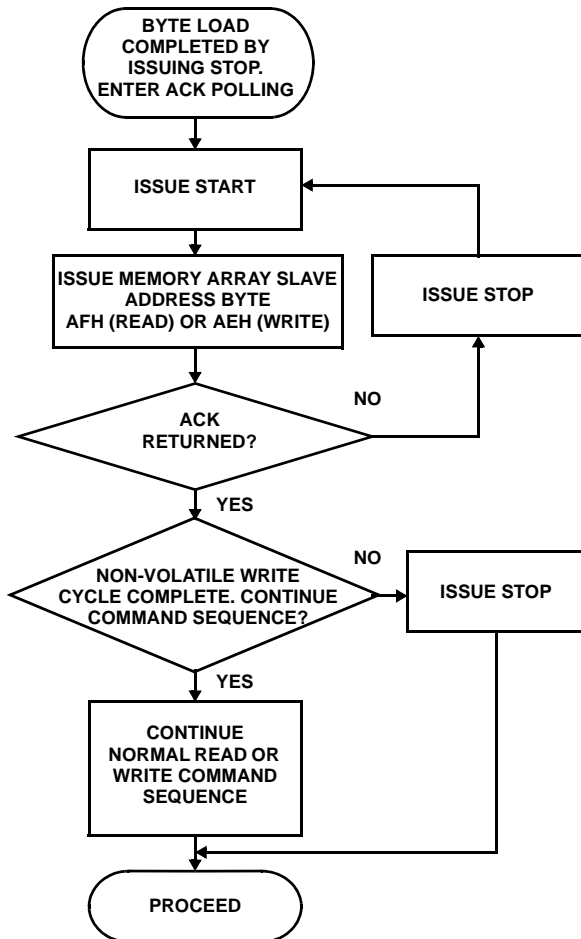 BYTE LOAD
COMPLETED BY
ISSUING STOP.
ENTER ACK POLLING
ISSUE START
ISSUE MEMORY ARRAY SLAVE
ADDRESS BYTE
AFH (READ) OR AEH (WRITE)
ISSUE STOP
ACK
RETURNED?
NO
YES
NON-VOLATILE WRITE
CYCLE COMPLETE. CONTINUE
COMMAND SEQUENCE?
NO
ISSUE STOP
YES
CONTINUE
NORMAL READ OR
WRITE COMMAND
SEQUENCE
PROCEED